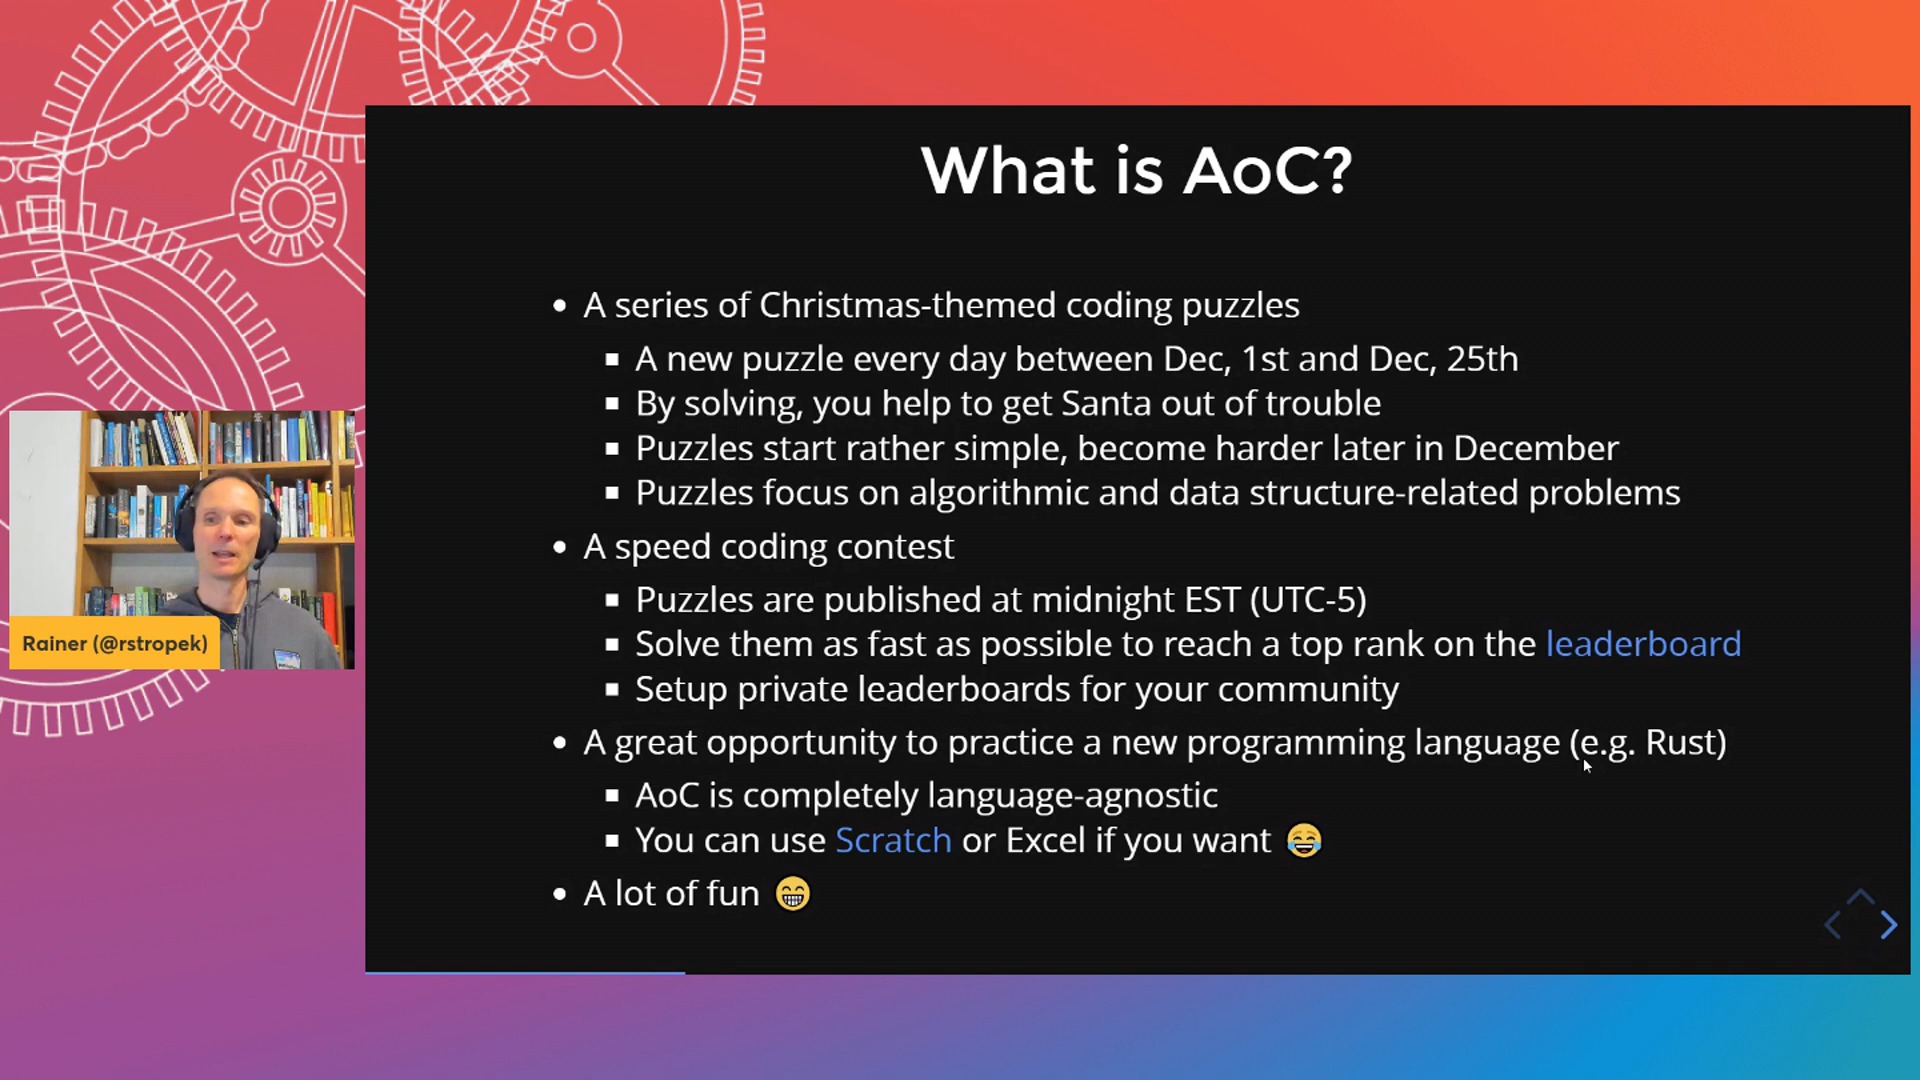 What is AoC?
A series of Christmas-themed coding puzzles
A new puzzle every day between Dec, 1st and Dec, 25th
By solving, you help to get Santa out of trouble
Puzzles start rather simple, become harder later in December
Puzzles focus on algorithmic and data structure-related problems
A speed coding contest
Puzzles are published at midnight EST (UTC-5)
Solve them as fast as possible to reach a top rank on the leaderboard
Setup private leaderboards for your community
A great opportunity to practice a new programming language (e.g. Rust)
AoC is completely language-agnostic
You can use Scratch or Excel if you want 😂
A lot of fun 😁
Rainer (@rstropek)